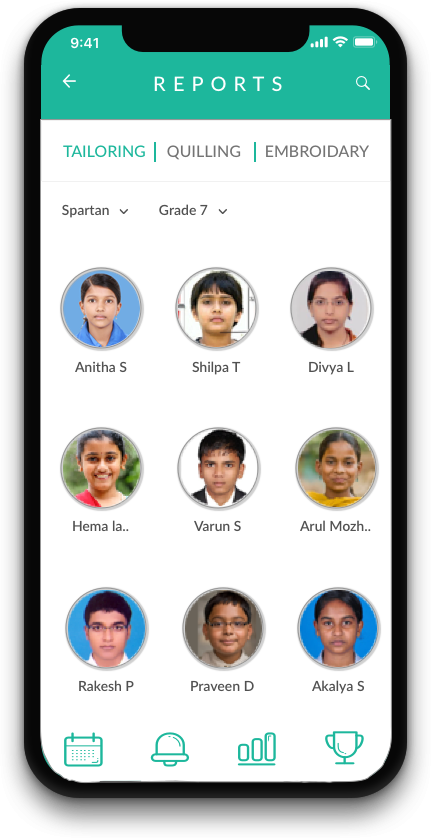 9:41
REPORTS
TAILORING QUILLING EMBROIDARY
Spartan Grade 7
Anitha S Shilpa T Divya L
Hema la.. Varun S Arul Mozh..
Rakesh P Praveen D Akalya S